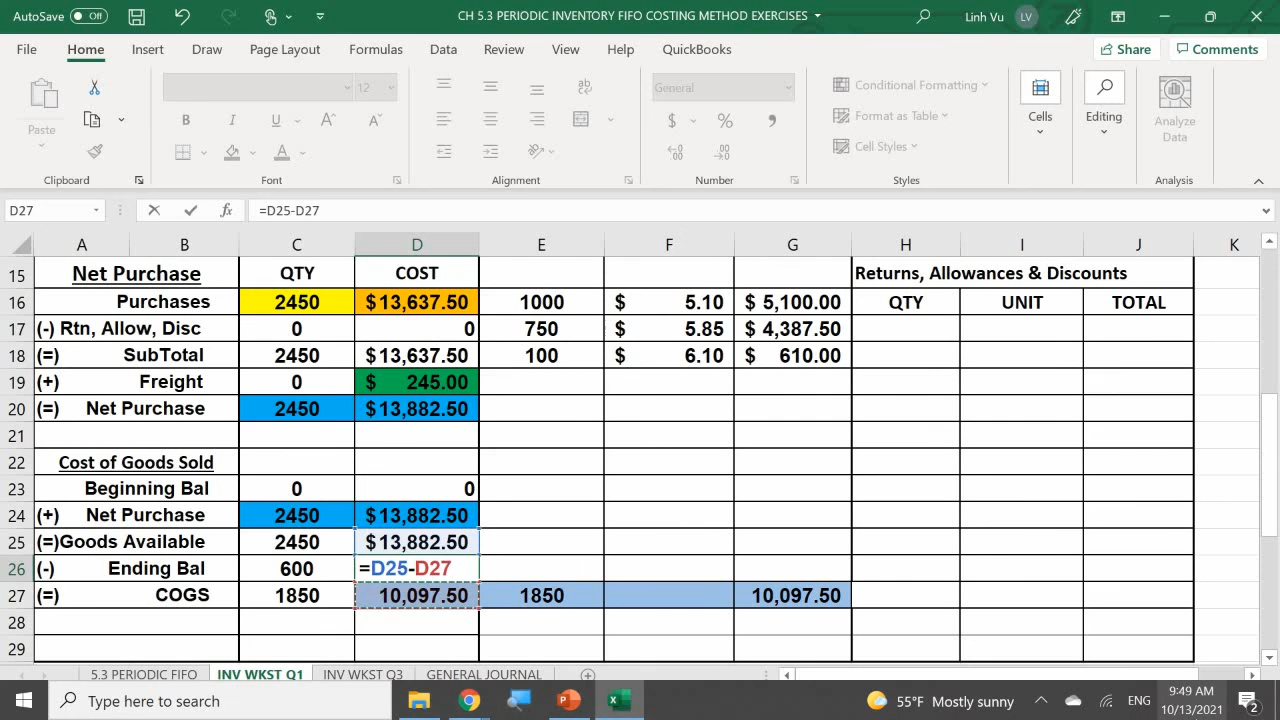 AutoSave Off CH 5.3 PERIODIC INVENTORY FIFO COSTING METHOD EXERCISES Linh Vu LV
File Home Insert Draw Page Layout Formulas Data Review View Help QuickBooks Share Comments
12 ab General Conditional Formatting
Paste B I U A A $ % , Format as Table Cells Editing Analyze Data
A Cell Styles
Clipboard Font Alignment Number Styles Analysis
D27 fx =D25-D27
A B C D E F G H I J K
15 Net Purchase QTY COST Returns, Allowances & Discounts
16 Purchases 2450 $13,637.50 1000 $ 5.10 $ 5,100.00 QTY UNIT TOTAL
17 (-) Rtn, Allow, Disc 0 0 750 $ 5.85 $ 4,387.50
18 (=) SubTotal 2450 $13,637.50 100 $ 6.10 $ 610.00
19 (+) Freight 0 $ 245.00
20 (=) Net Purchase 2450 $13,882.50
21
22 Cost of Goods Sold
23 Beginning Bal 0 0
24 (+) Net Purchase 2450 $13,882.50
25 (=)Goods Available 2450 $13,882.50
26 (-) Ending Bal 600 =D25-D27
27 (=) COGS 1850 10,097.50 1850 10,097.50
28
29
5.3 PERIODIC FIFO INV WKST Q1 INV WKST Q3 GENERAL JOURNAL
Type here to search 55°F Mostly sunny ENG 9:49 AM
10/13/2021 2